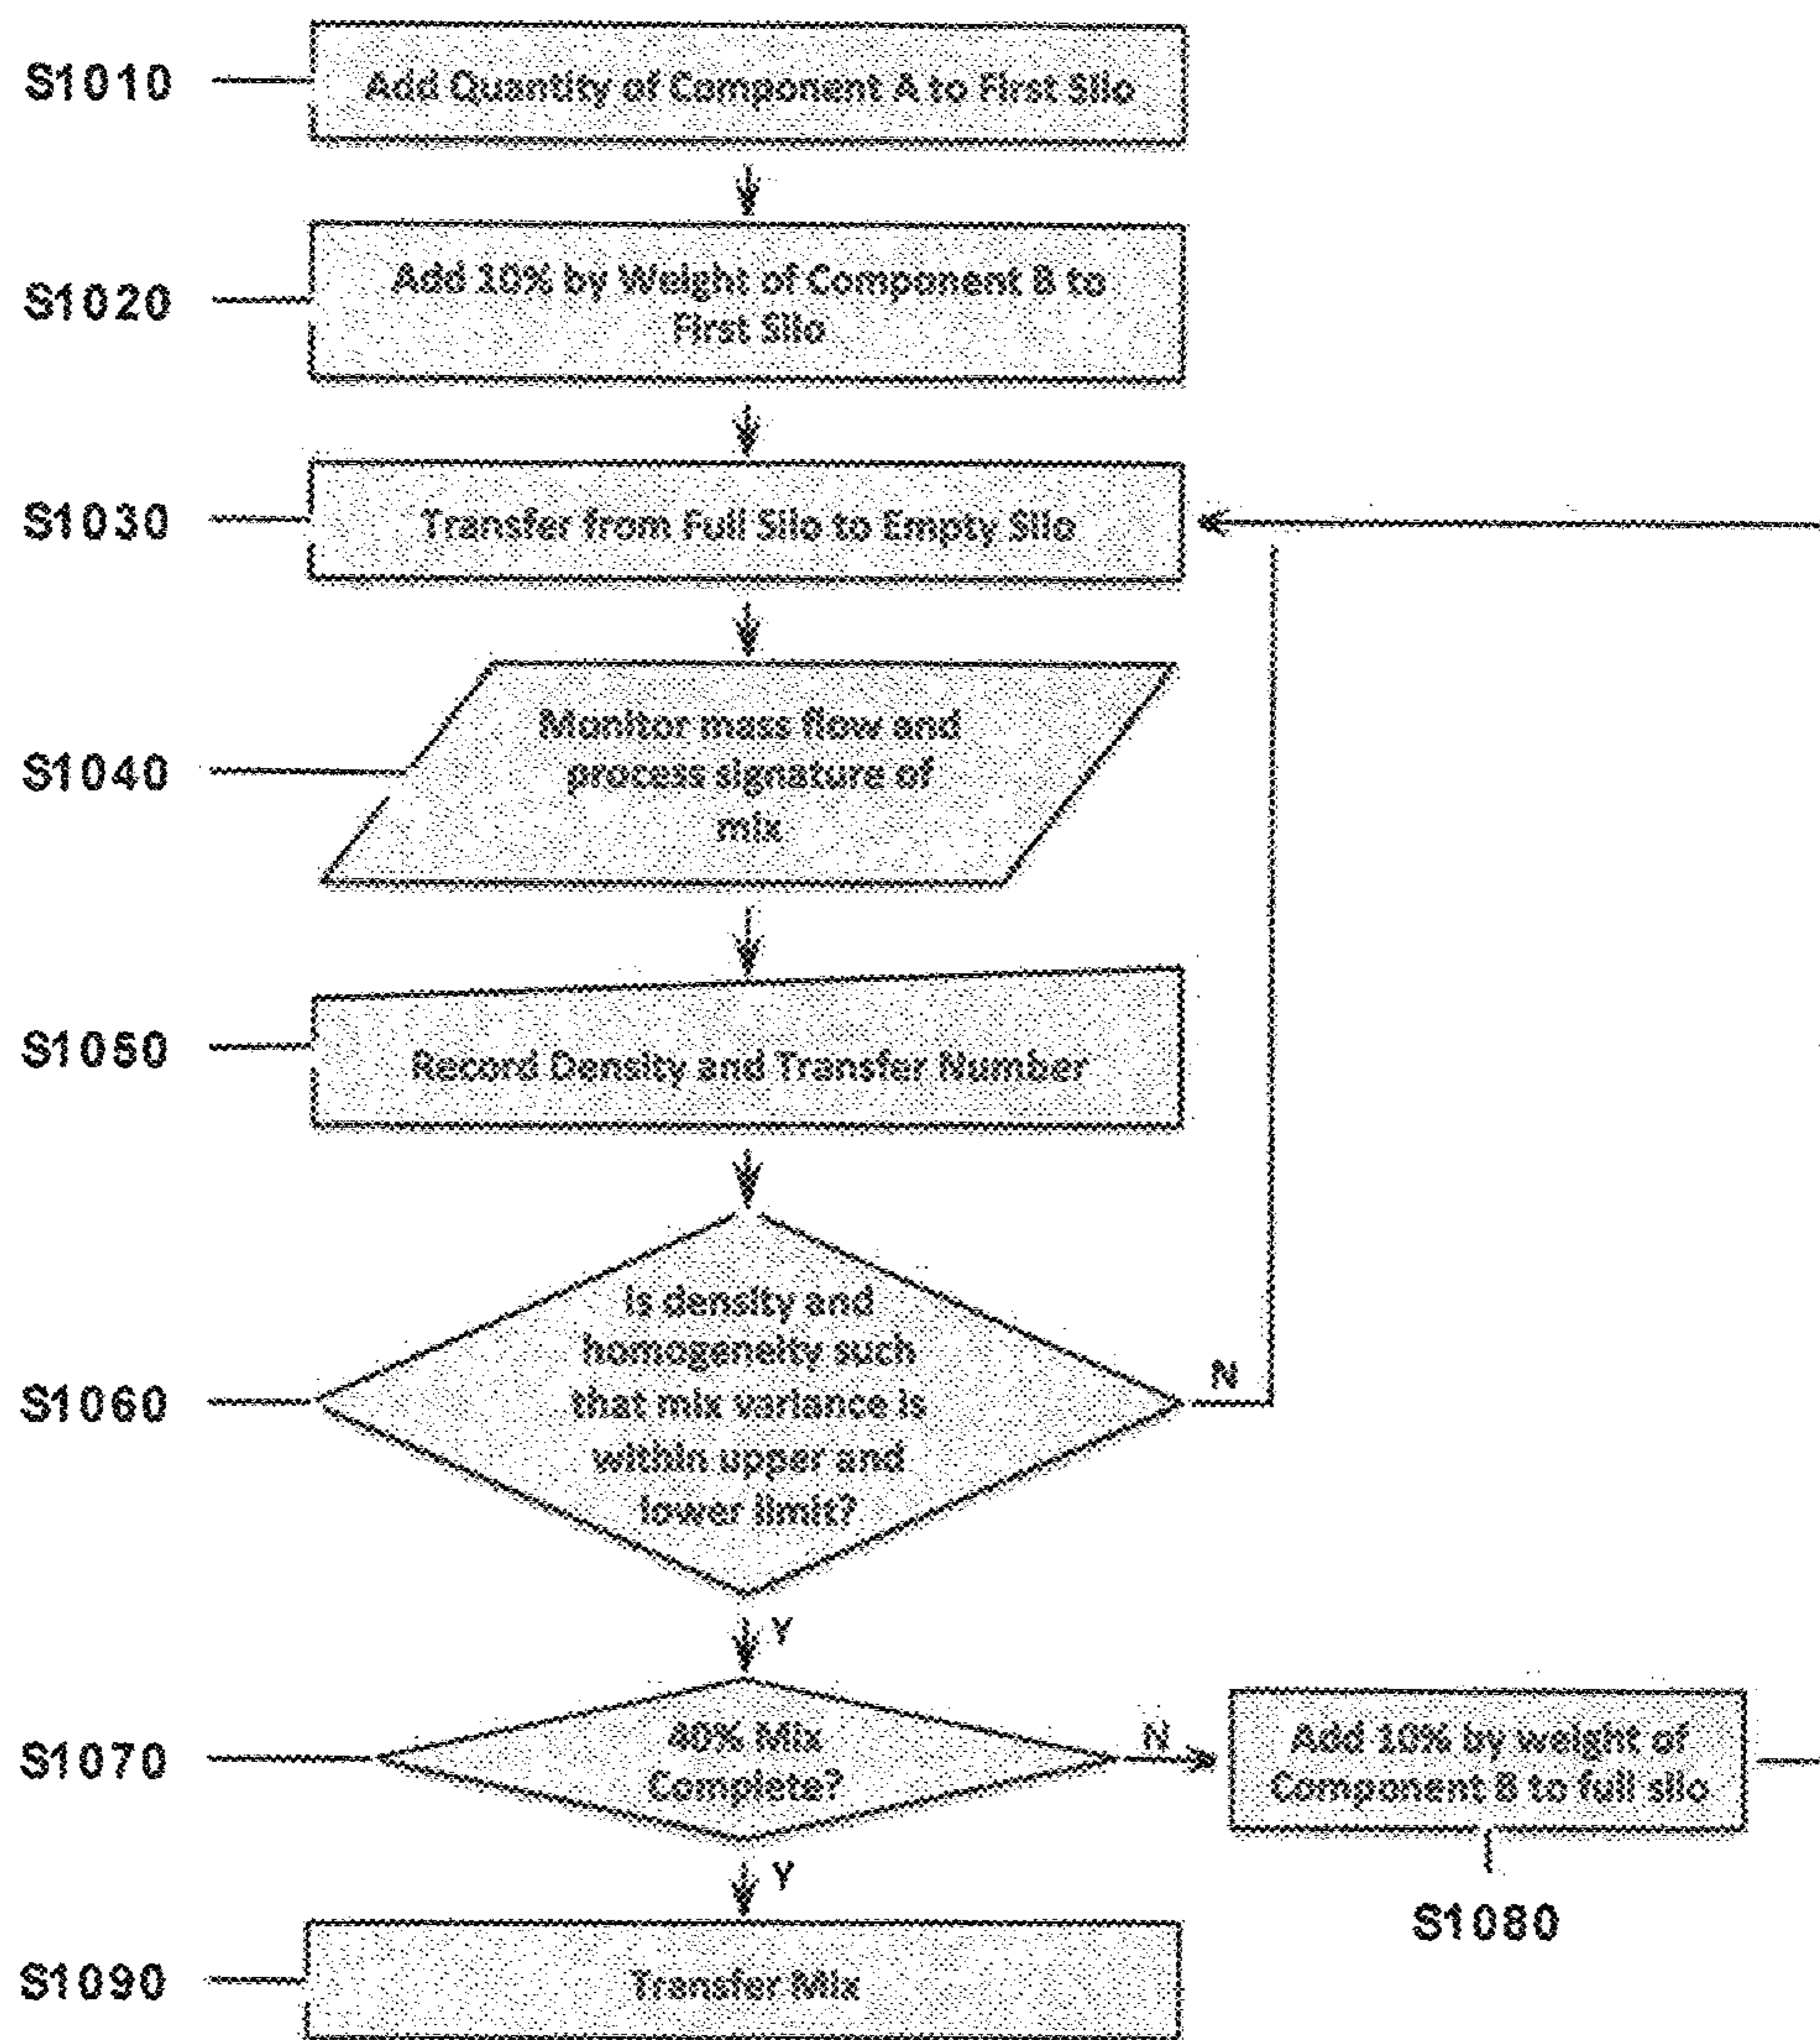 S1010
Add Quantity of Component A to First Silo
S1020
Add 10% by Weight of Component B to
First Silo
S1030
Transfer from Full Silo to Empty Silo
S1040
Monitor mass flow and
process signature of
mix
S1050
Record Density and Transfer Number
S1060
Is density and
homogeneity such
that mix variance is
within upper and
lower limit?
N
Y
S1070
40% Mix
Complete?
N
Add 10% by weight of
Component B to full silo
S1080
Y
S1090
Transfer Mix